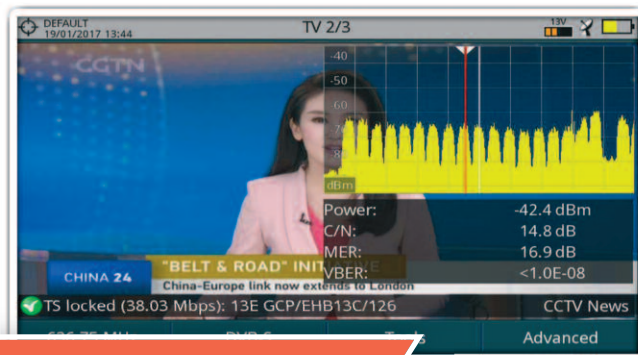 DEFAULT
19/01/2017 13:44
TV 2/3
13V
CGTN
-40
-50
-60
dBm
Power: -42.4 dBm
C/N: 14.8 dB
MER: 16.9 dB
VBER: <1.0E-08
CHINA 24
"BELT & ROAD" INITIATIVE
China-Europe link now extends to London
TS locked (38.03 Mbps): 13E GCP/EHB13C/126
CCTV News
Advanced